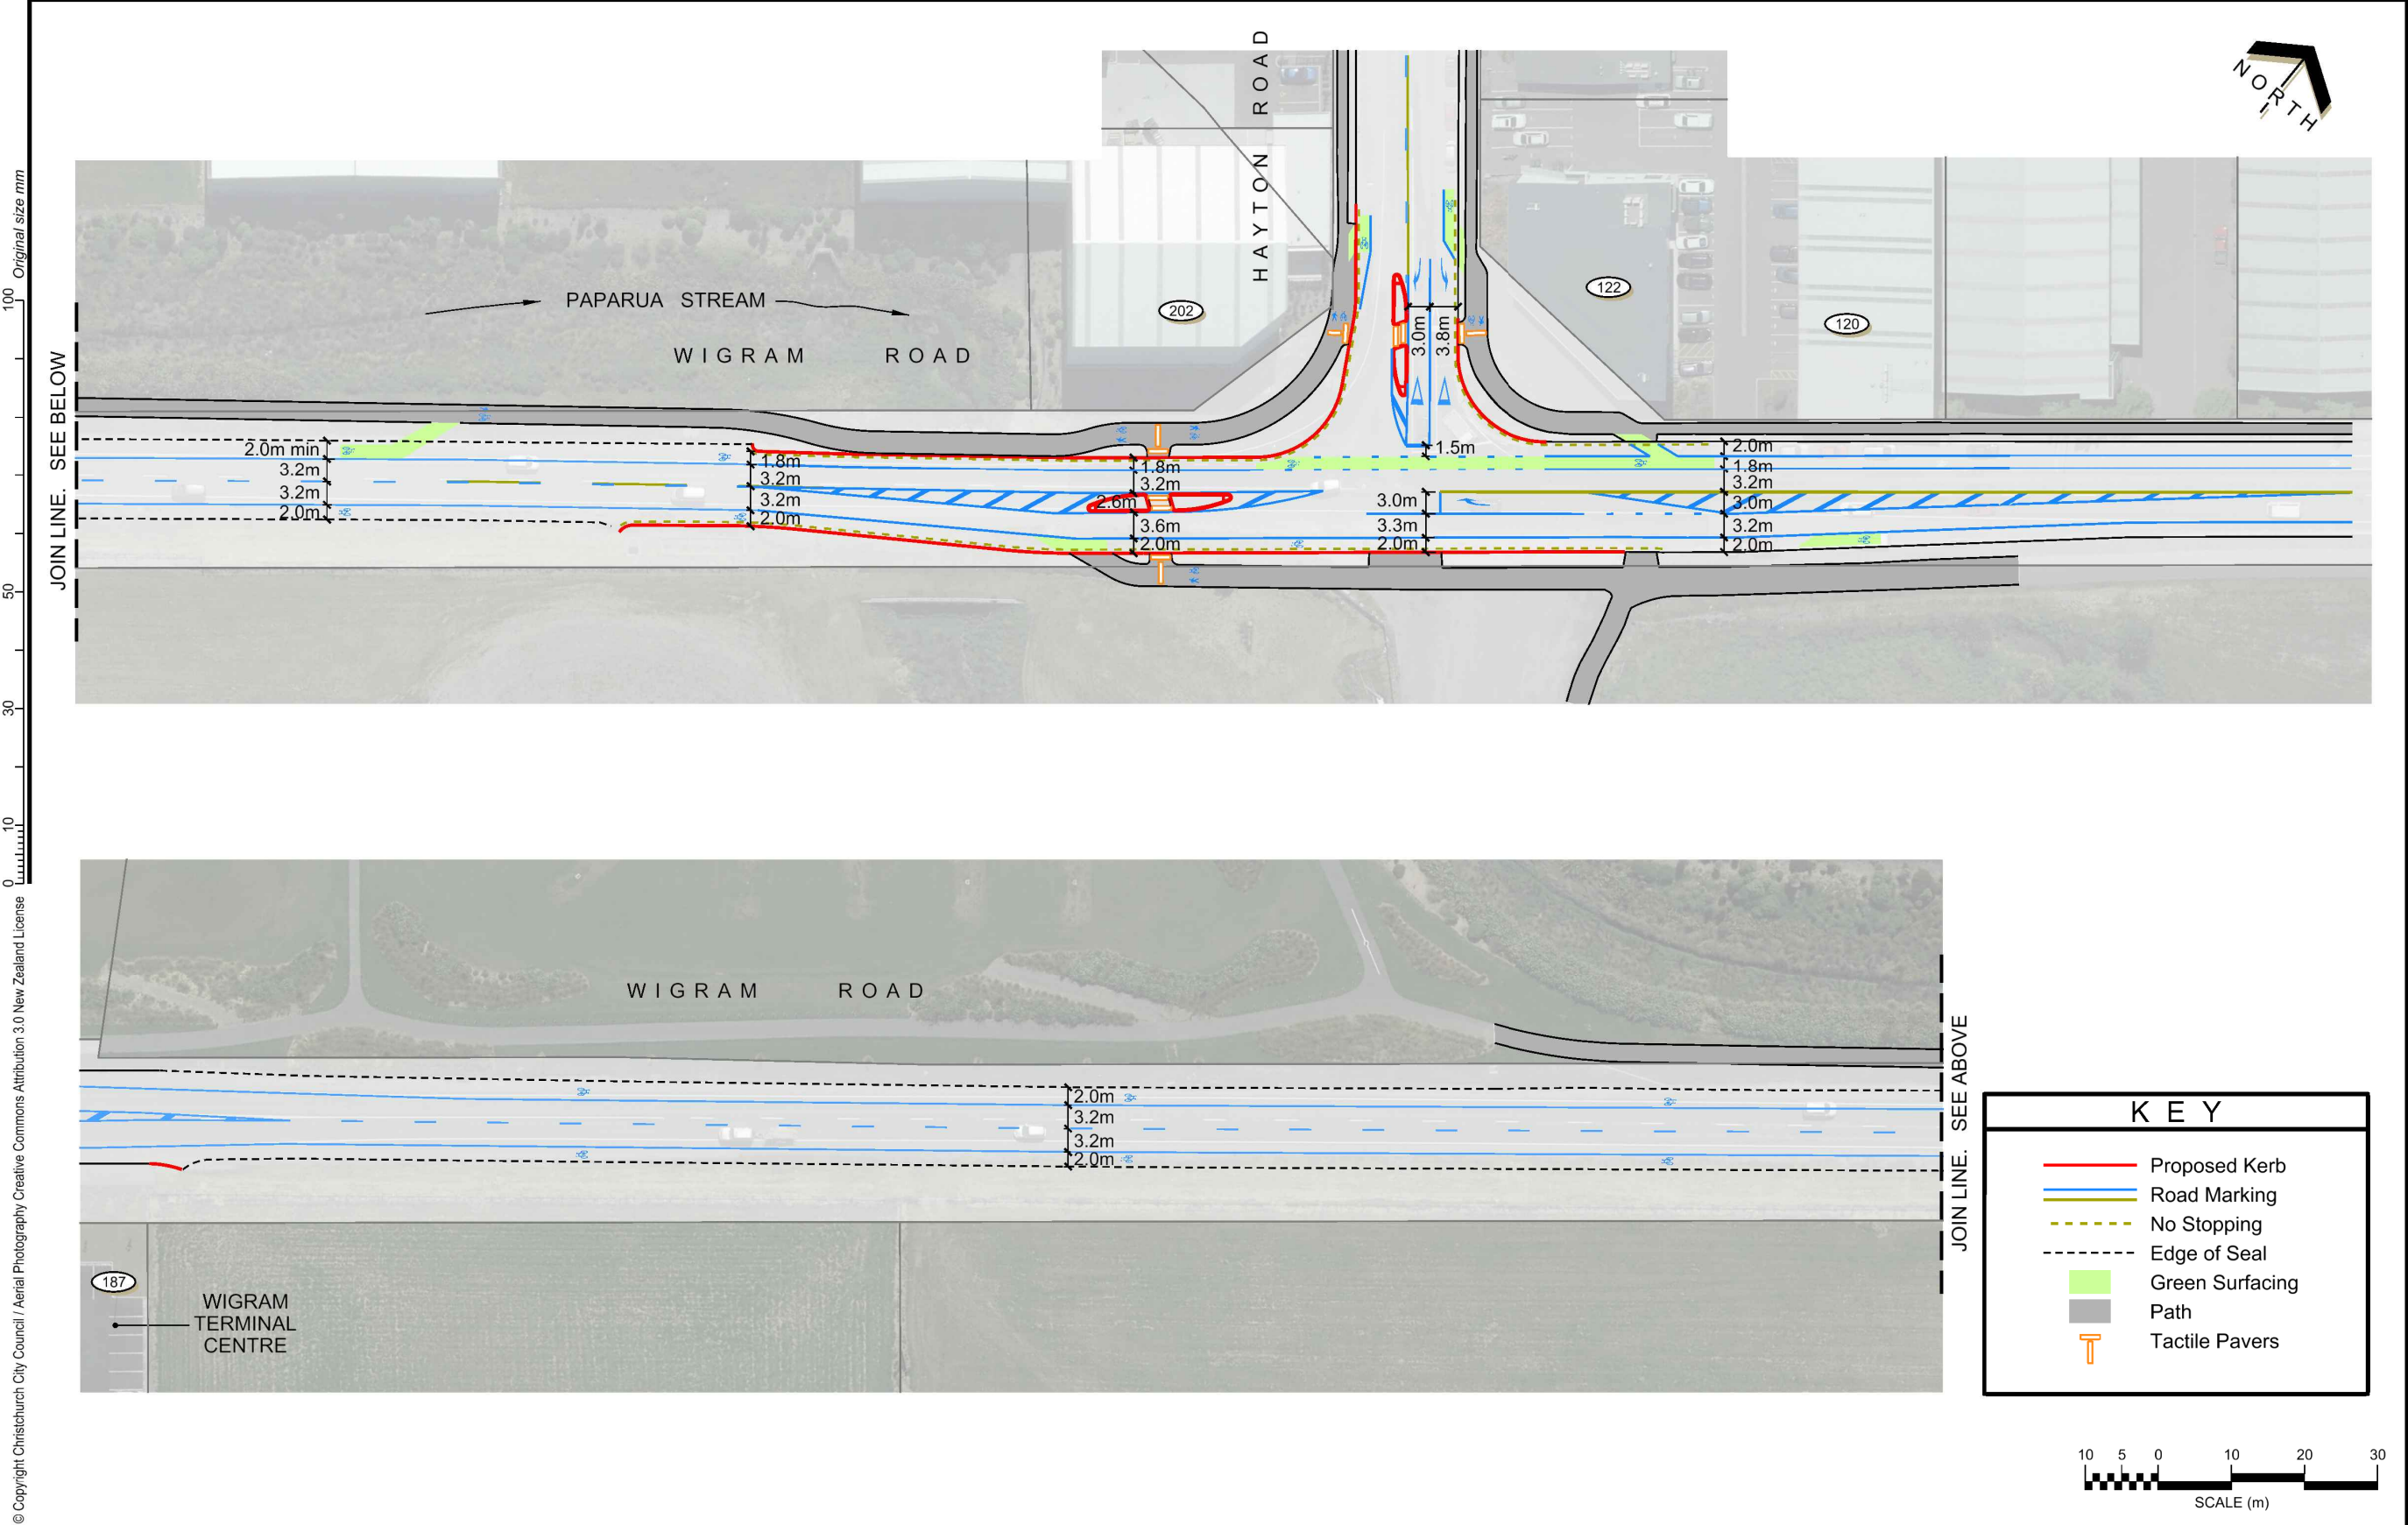 NORTH
HAYTON ROAD
PAPARUA STREAM
WIGRAM ROAD
202
122
120
JOIN LINE. SEE BELOW
2.0m min
3.2m
3.2m
2.0m
1.8m
3.2m
3.2m
2.0m
1.8m
3.2m
2.6m
3.6m
2.0m
3.0m
3.8m
1.5m
3.0m
3.3m
2.0m
2.0m
1.8m
3.2m
3.0m
3.2m
2.0m
WIGRAM ROAD
2.0m
3.2m
3.2m
2.0m
JOIN LINE. SEE ABOVE
187
WIGRAM
TERMINAL
CENTRE
KEY
Proposed Kerb
Road Marking
No Stopping
Edge of Seal
Green Surfacing
Path
Tactile Pavers
10 5 0 10 20 30
SCALE (m)
0 10 30 50 100 Original size mm
© Copyright Christchurch City Council / Aerial Photography Creative Commons Attribution 3.0 New Zealand License